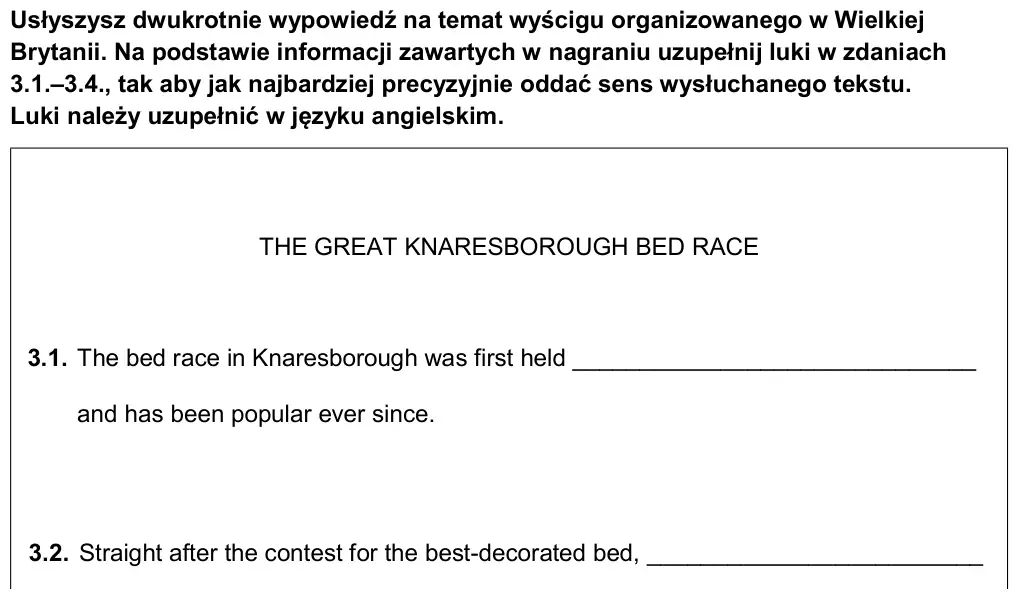 Usłyszysz dwukrotnie wypowiedź na temat wyścigu organizowanego w Wielkiej
Brytanii. Na podstawie informacji zawartych w nagraniu uzupełnij luki w zdaniach
3.1.–3.4., tak aby jak najbardziej precyzyjnie oddać sens wysłuchanego tekstu.
Luki należy uzupełnić w języku angielskim.
THE GREAT KNARESBOROUGH BED RACE
3.1. The bed race in Knaresborough was first held ______________________________
and has been popular ever since.
3.2. Straight after the contest for the best-decorated bed, _________________________